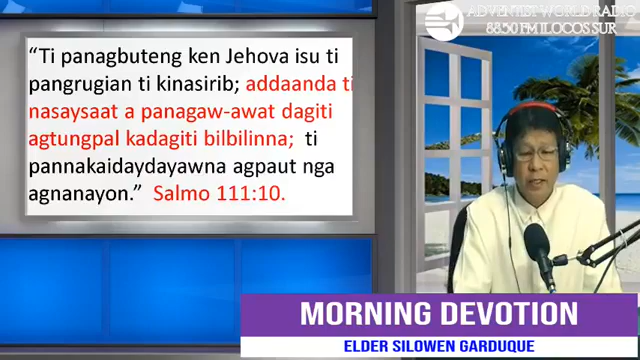 ADVENTIST WORLD RADIO
88.50 FM ILOCOS SUR
“Ti panagbuteng ken Jehova isu ti
pangrugian ti kinasirib; addaanda ti
nasaysaat a panagaw-awat dagiti
agtungpal kadagiti bilbilinna; ti
pannakaidaydayawna agpaut nga
agnanayon.” Salmo 111:10.
MORNING DEVOTION
ELDER SILOWEN GARDUQUE